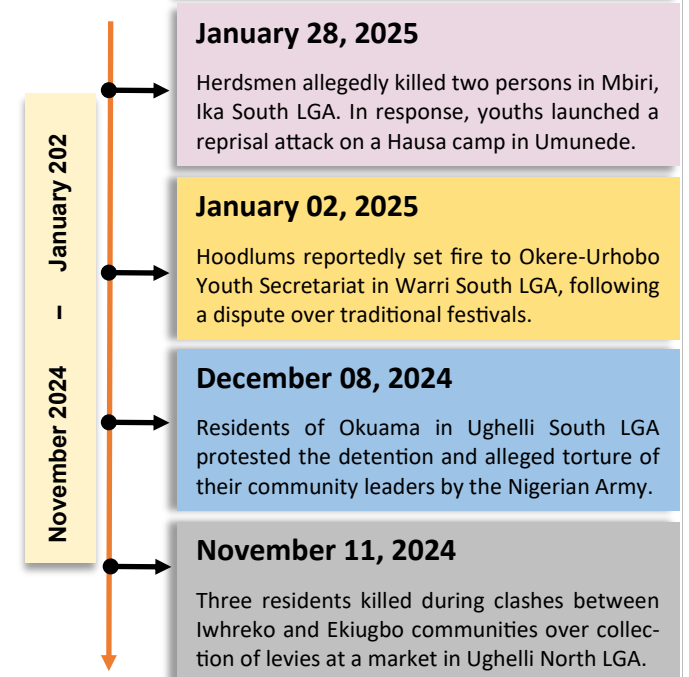 January 28, 2025
Herdsmen allegedly killed two persons in Mbiri,
Ika South LGA. In response, youths launched a
reprisal attack on a Hausa camp in Umunede.
January 02, 2025
Hoodlums reportedly set fire to Okere-Urhobo
Youth Secretariat in Warri South LGA, following
a dispute over traditional festivals.
December 08, 2024
Residents of Okuama in Ughelli South LGA
protested the detention and alleged torture of
their community leaders by the Nigerian Army.
November 11, 2024
Three residents killed during clashes between
Iwhreko and Ekiugbo communities over collec-
tion of levies at a market in Ughelli North LGA.
November 2024 – January 202